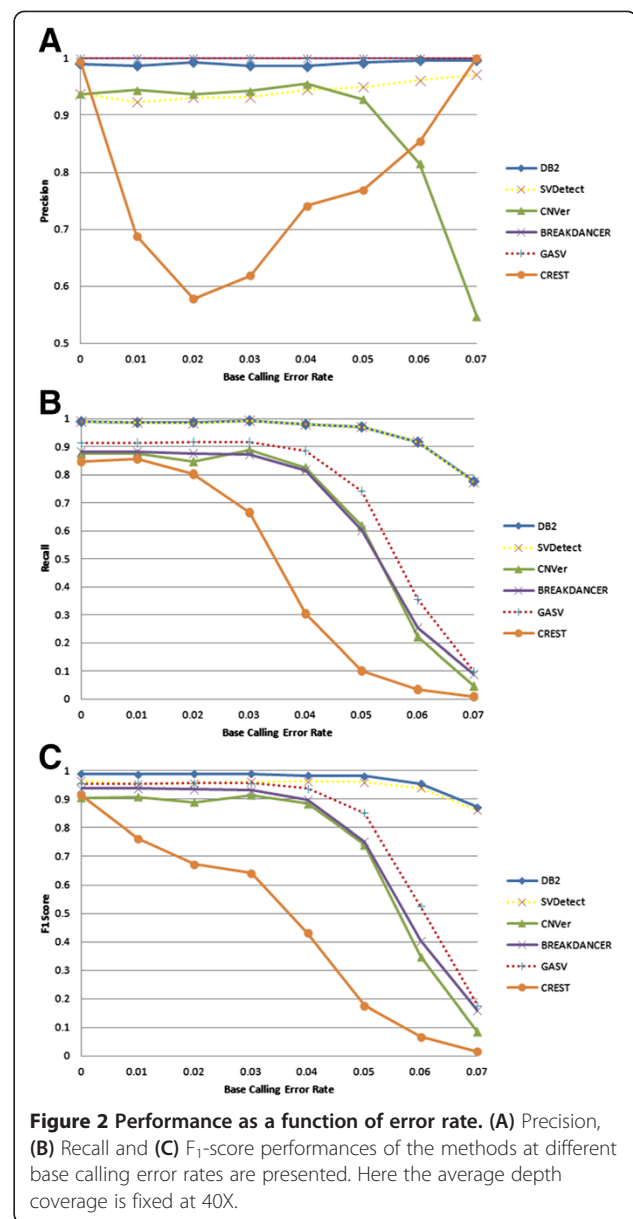 A
1
0.9
0.8
0.7
0.6
0.5
Precision
0 0.01 0.02 0.03 0.04 0.05 0.06 0.07
Base Calling Error Rate
DB2
SVDetect
CNVer
BREAKDANCER
GASV
CREST
B
1
0.9
0.8
0.7
0.6
0.5
0.4
0.3
0.2
0.1
0
Recall
0 0.01 0.02 0.03 0.04 0.05 0.06 0.07
Base Calling Error Rate
DB2
SVDetect
CNVer
BREAKDANCER
GASV
CREST
C
1
0.9
0.8
0.7
0.6
0.5
0.4
0.3
0.2
0.1
0
F1Score
0 0.01 0.02 0.03 0.04 0.05 0.06 0.07
Base Calling Error Rate
DB2
SVDetect
CNVer
BREAKDANCER
GASV
CREST
Figure 2 Performance as a function of error rate. (A) Precision,
(B) Recall and (C) F₁-score performances of the methods at different
base calling error rates are presented. Here the average depth
coverage is fixed at 40X.